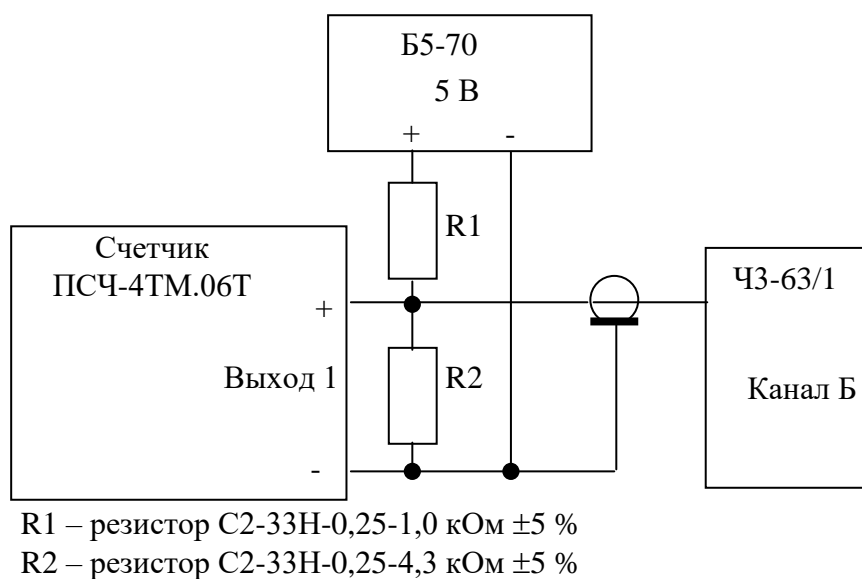 Б5-70
5 В
+ -
R1
Счетчик
ПСЧ-4ТМ.06Т
ЧЗ-63/1
+
Выход 1
R2
Канал Б
-
R1 – резистор С2-33Н-0,25-1,0 кОм ±5 %
R2 – резистор С2-33Н-0,25-4,3 кОм ±5 %